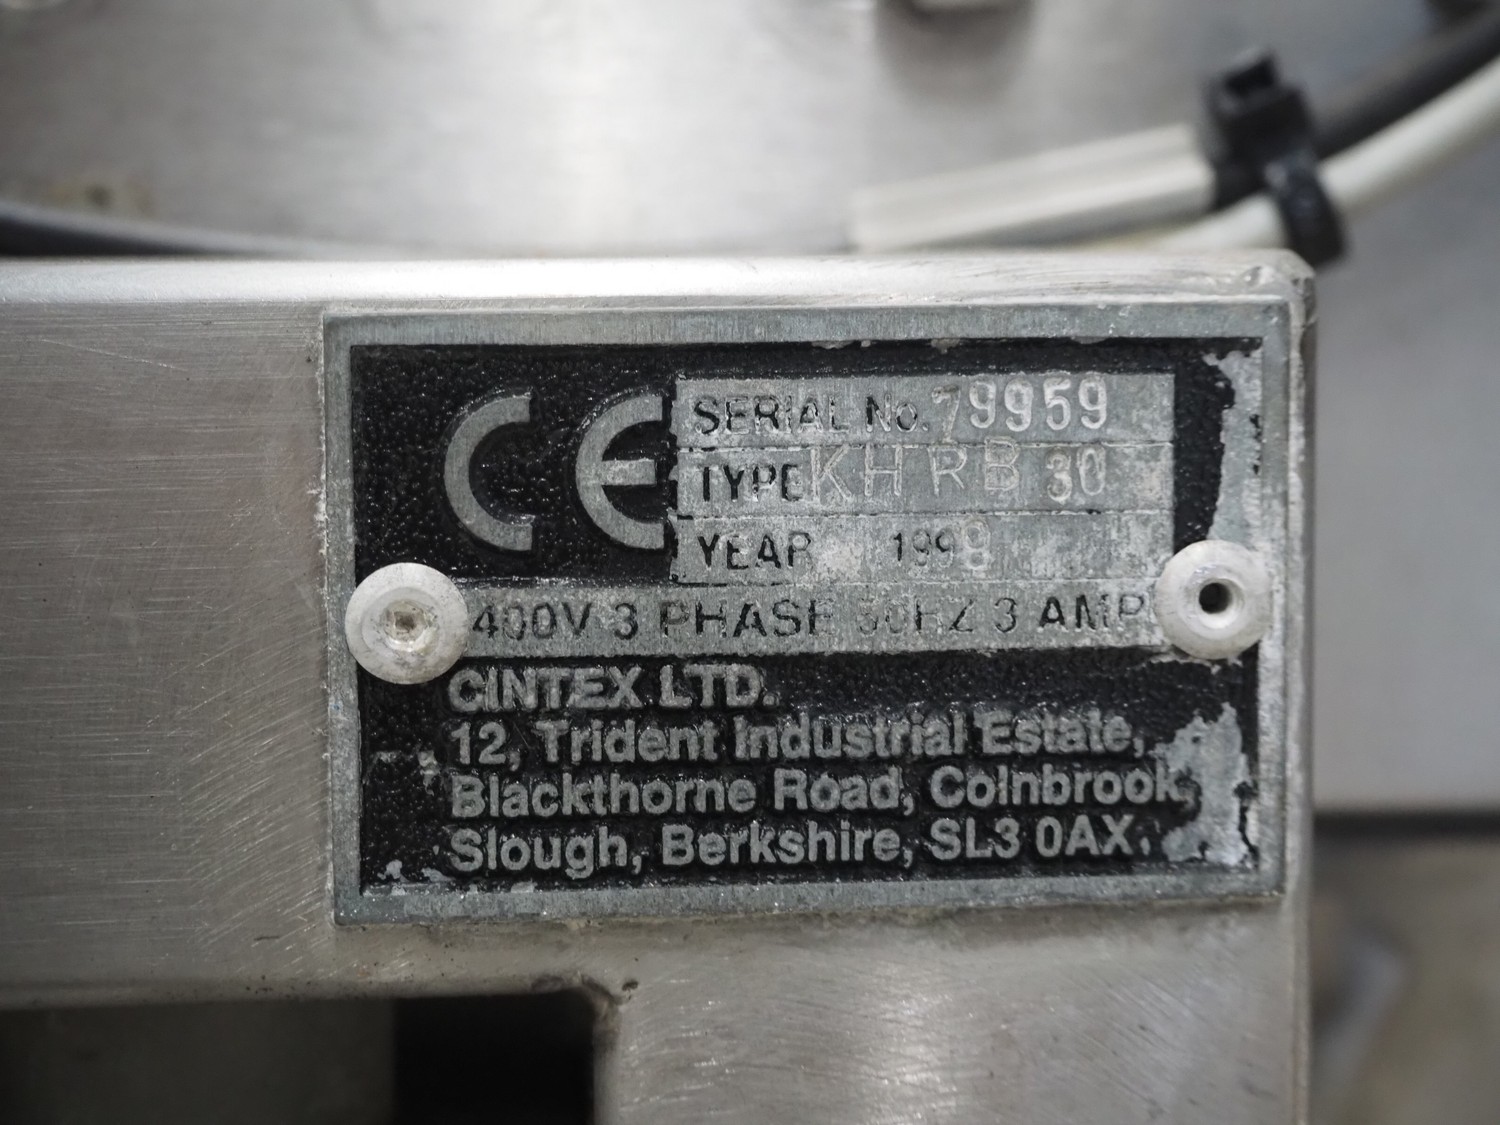 CE
SERIAL No. 79959
TYPE KHRB 30
YEAR 1998
400V 3 PHASE 50HZ 3 AMP
CINTEX LTD.
12, Trident Industrial Estate,
Blackthorne Road, Colnbrook,
Slough, Berkshire, SL3 0AX.